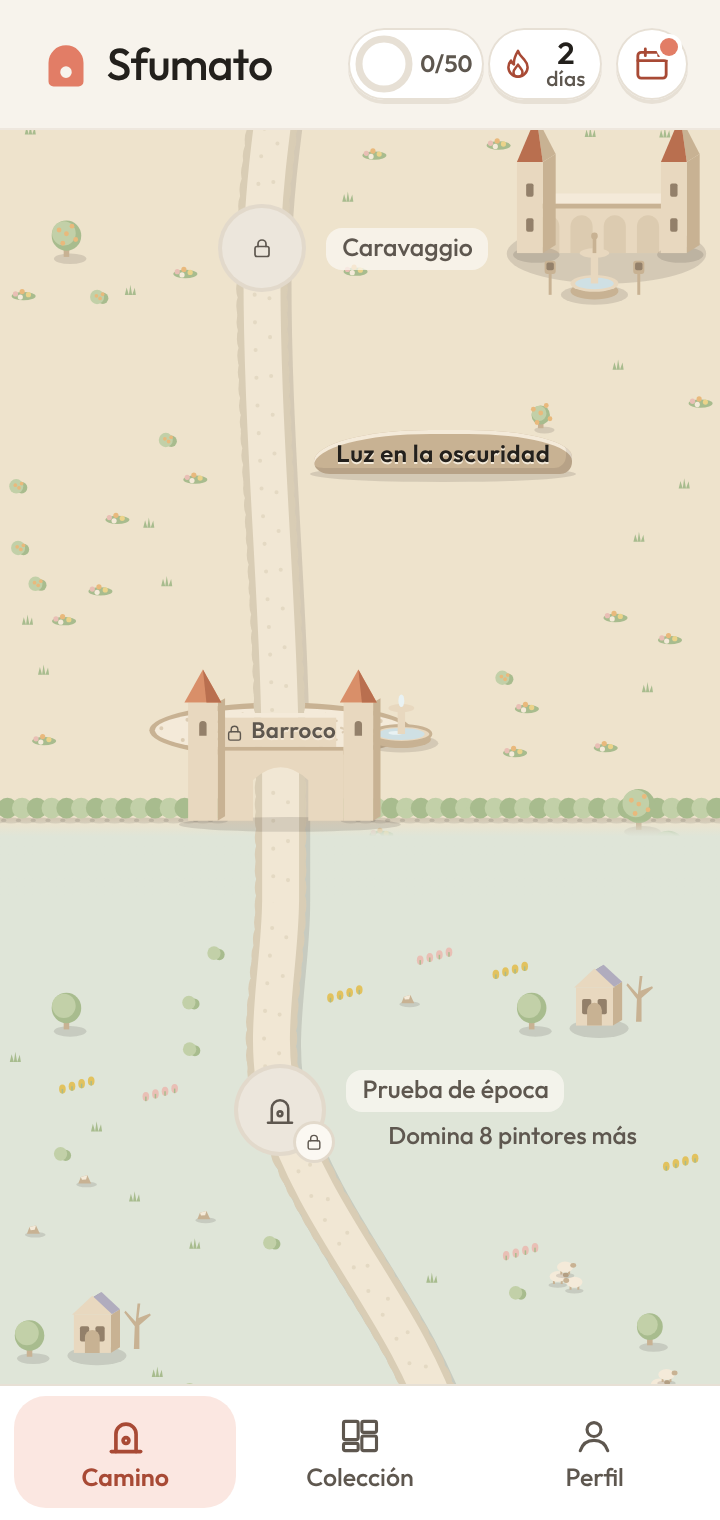 Sfumato
0/50
2
días
Caravaggio
Luz en la oscuridad
Barroco
Prueba de época
Domina 8 pintores más
Camino
Colección
Perfil